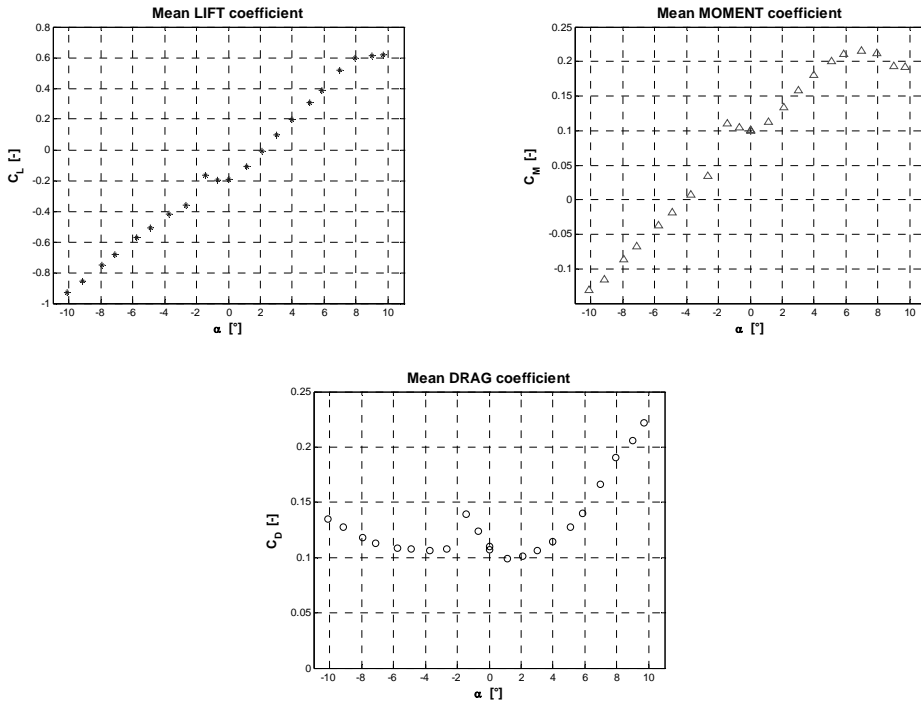 Mean LIFT coefficient
0.8
0.6
0.4
0.2
0
-0.2
-0.4
-0.6
-0.8
-1
C_L [-]
-10 -8 -6 -4 -2 0 2 4 6 8 10
α [°]
Mean MOMENT coefficient
0.25
0.2
0.15
0.1
0.05
0
-0.05
-0.1
C_M [-]
-10 -8 -6 -4 -2 0 2 4 6 8 10
α [°]
Mean DRAG coefficient
0.25
0.2
0.15
0.1
0.05
0
C_D [-]
-10 -8 -6 -4 -2 0 2 4 6 8 10
α [°]